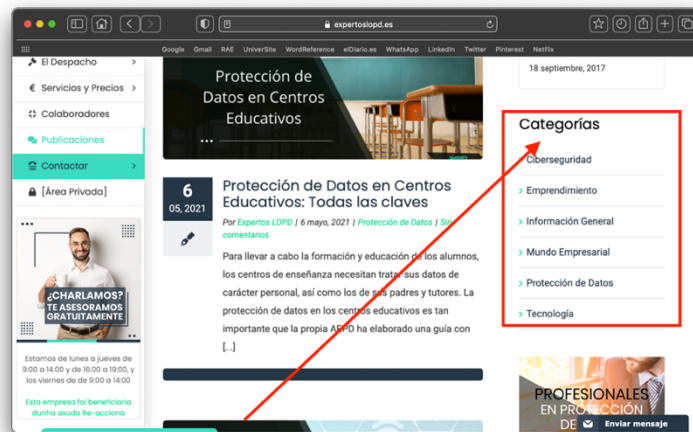 expertoslopd.es
Google Gmail RAE UniverSite WordReference elDiario.es WhatsApp LinkedIn Twitter Pinterest Netflix
El Despacho
Servicios y Precios
Colaboradores
Publicaciones
Contactar
[Área Privada]
¿CHARLAMOS?
TE ASESORAMOS
GRATUITAMENTE
Estamos de lunes a jueves de
9:00 a 14:00 y de 16:00 a 19:00, y
los viernes de de 9:00 a 14:00
Esta empresa foi beneficiaria
dunha axuda Re-acciona
Protección de
Datos en Centros
Educativos
6
05, 2021
Protección de Datos en Centros
Educativos: Todas las claves
Por Expertos LOPD | 6 mayo, 2021 | Protección de Datos | Sin
comentarios
Para llevar a cabo la formación y educación de los alumnos,
los centros de enseñanza necesitan tratar sus datos de
carácter personal, así como los de sus padres y tutores. La
protección de datos en los centros educativos es tan
importante que la propia AEPD ha elaborado una guía con
[...]
18 septiembre, 2017
Categorías
Ciberseguridad
Emprendimiento
Información General
Mundo Empresarial
Protección de Datos
Tecnología
PROFESIONALES
EN PROTECCIÓN
DE
Enviar mensaje